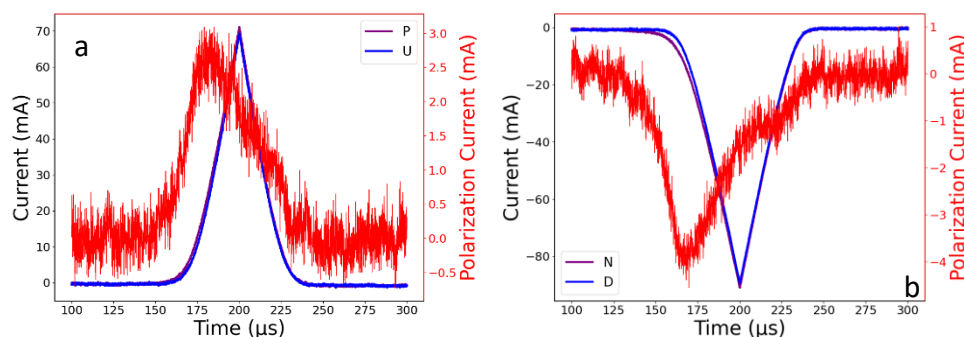 a
P
U
Current (mA)
70
60
50
40
30
20
10
0
3.0
2.5
2.0
1.5
1.0
0.5
0.0
−0.5
Polarization Current (mA)
100 125 150 175 200 225 250 275 300
Time (μs)
b
N
D
Current (mA)
0
−20
−40
−60
−80
1
0
−1
−2
−3
−4
Polarization Current (mA)
100 125 150 175 200 225 250 275 300
Time (μs)